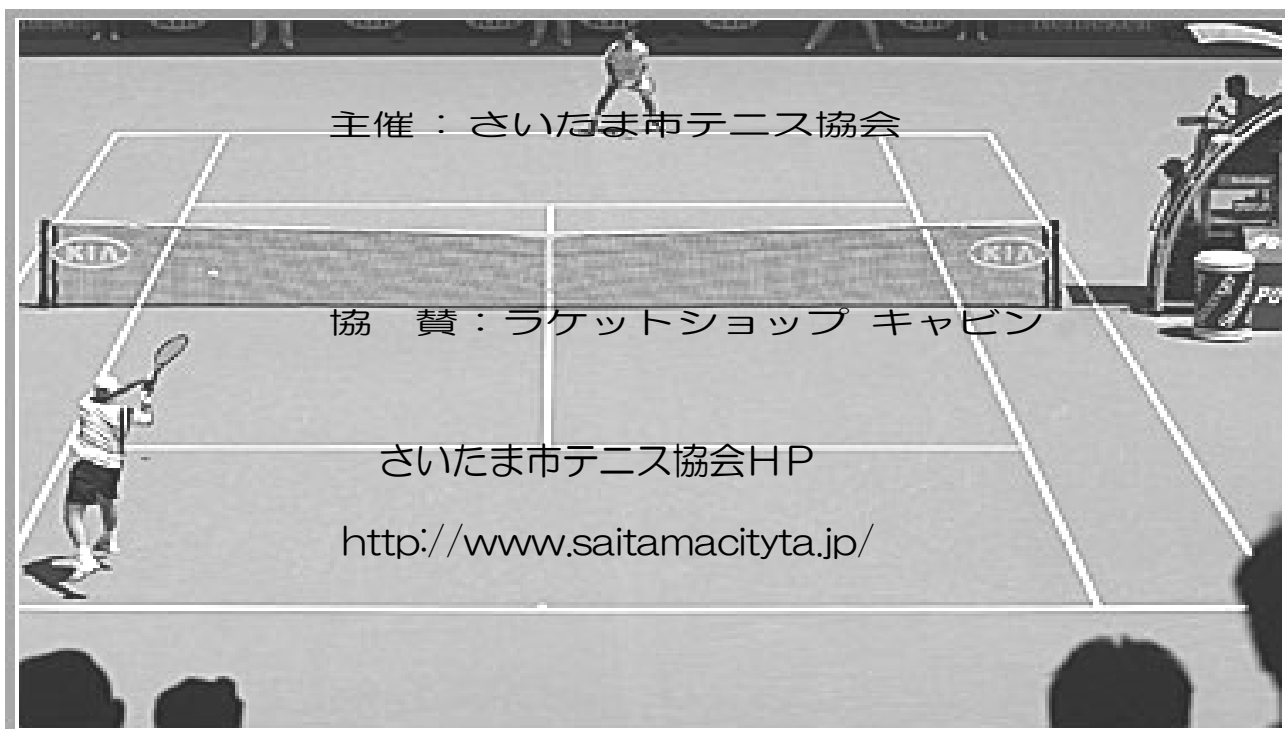 主催：さいたま市テニス協会
KIA KIA
協　賛：ラケットショップ キャビン
さいたま市テニス協会ＨＰ
http://www.saitamacityta.jp/